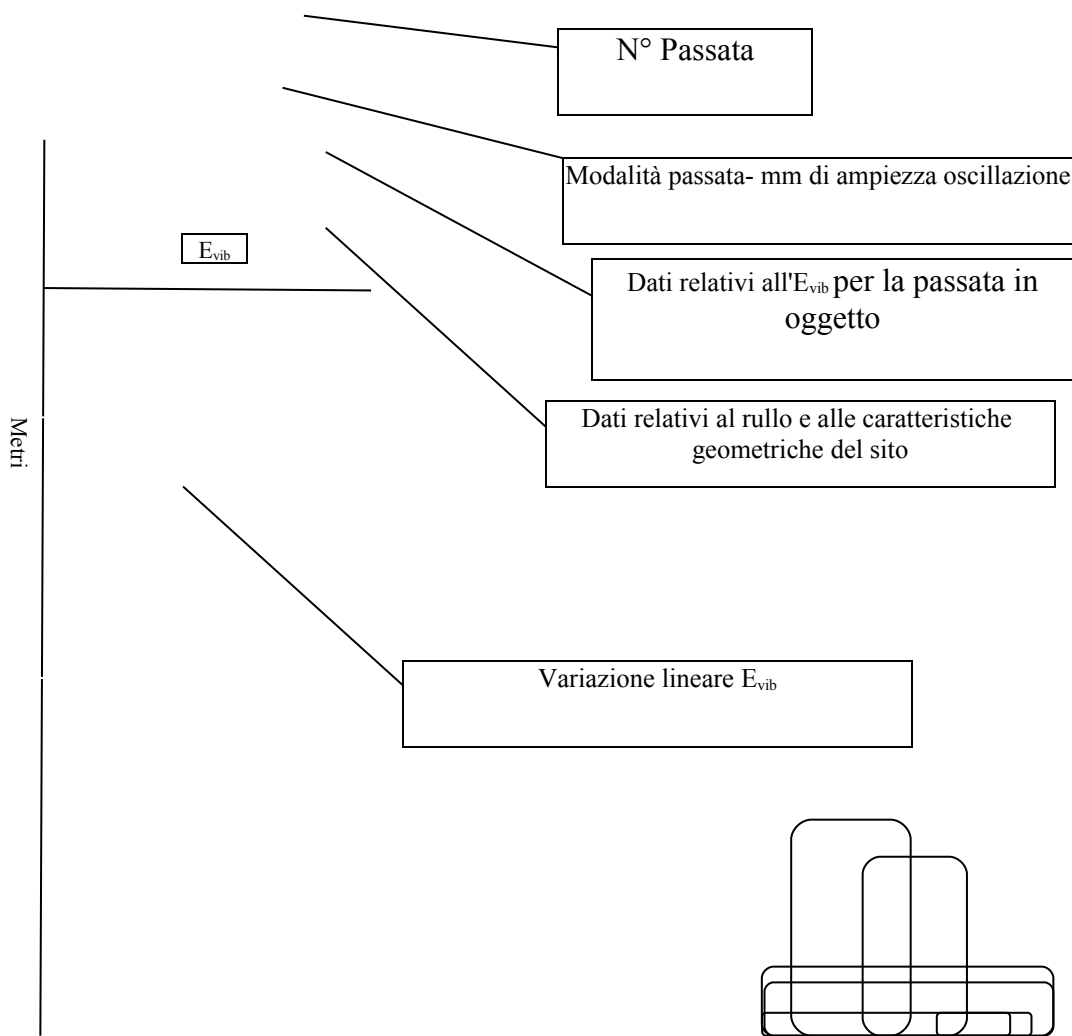 N° Passata
Modalità passata- mm di ampiezza oscillazione
E_vib
Dati relativi all'E_vib per la passata in
oggetto
Dati relativi al rullo e alle caratteristiche
geometriche del sito
Metri
Variazione lineare E_vib